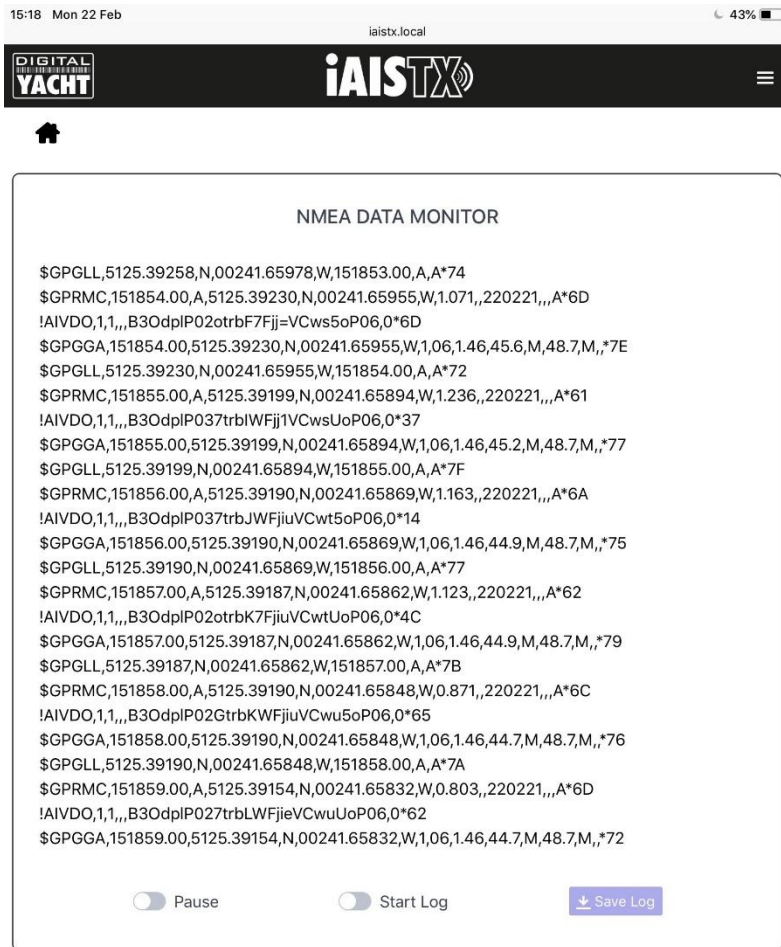 15:18 Mon 22 Feb
43%
iaistx.local
DIGITAL
YACHT
iAISTX
NMEA DATA MONITOR
$GPGLL,5125.39258,N,00241.65978,W,151853.00,A,A*74
$GPRMC,151854.00,A,5125.39230,N,00241.65955,W,1.071,,220221,,,A*6D
!AIVDO,1,1,,,B3OdplP02otrbF7Fjj=VCws5oP06,0*6D
$GPGGA,151854.00,5125.39230,N,00241.65955,W,1,06,1.46,45.6,M,48.7,M,,*7E
$GPGLL,5125.39230,N,00241.65955,W,151854.00,A,A*72
$GPRMC,151855.00,A,5125.39199,N,00241.65894,W,1.236,,220221,,,A*61
!AIVDO,1,1,,,B3OdplP037trbIWFjj1VCwsUoP06,0*37
$GPGGA,151855.00,5125.39199,N,00241.65894,W,1,06,1.46,45.2,M,48.7,M,,*77
$GPGLL,5125.39199,N,00241.65894,W,151855.00,A,A*7F
$GPRMC,151856.00,A,5125.39190,N,00241.65869,W,1.163,,220221,,,A*6A
!AIVDO,1,1,,,B3OdplP037trbJWFjiuVCwt5oP06,0*14
$GPGGA,151856.00,5125.39190,N,00241.65869,W,1,06,1.46,44.9,M,48.7,M,,*75
$GPGLL,5125.39190,N,00241.65869,W,151856.00,A,A*77
$GPRMC,151857.00,A,5125.39187,N,00241.65862,W,1.123,,220221,,,A*62
!AIVDO,1,1,,,B3OdplP02otrbK7FjiuVCwtUoP06,0*4C
$GPGGA,151857.00,5125.39187,N,00241.65862,W,1,06,1.46,44.9,M,48.7,M,,*79
$GPGLL,5125.39187,N,00241.65862,W,151857.00,A,A*7B
$GPRMC,151858.00,A,5125.39190,N,00241.65848,W,0.871,,220221,,,A*6C
!AIVDO,1,1,,,B3OdplP02GtrbKWFjiuVCwu5oP06,0*65
$GPGGA,151858.00,5125.39190,N,00241.65848,W,1,06,1.46,44.7,M,48.7,M,,*76
$GPGLL,5125.39190,N,00241.65848,W,151858.00,A,A*7A
$GPRMC,151859.00,A,5125.39154,N,00241.65832,W,0.803,,220221,,,A*6D
!AIVDO,1,1,,,B3OdplP027trbLWFjieVCwuUoP06,0*62
$GPGGA,151859.00,5125.39154,N,00241.65832,W,1,06,1.46,44.7,M,48.7,M,,*72
Pause Start Log Save Log